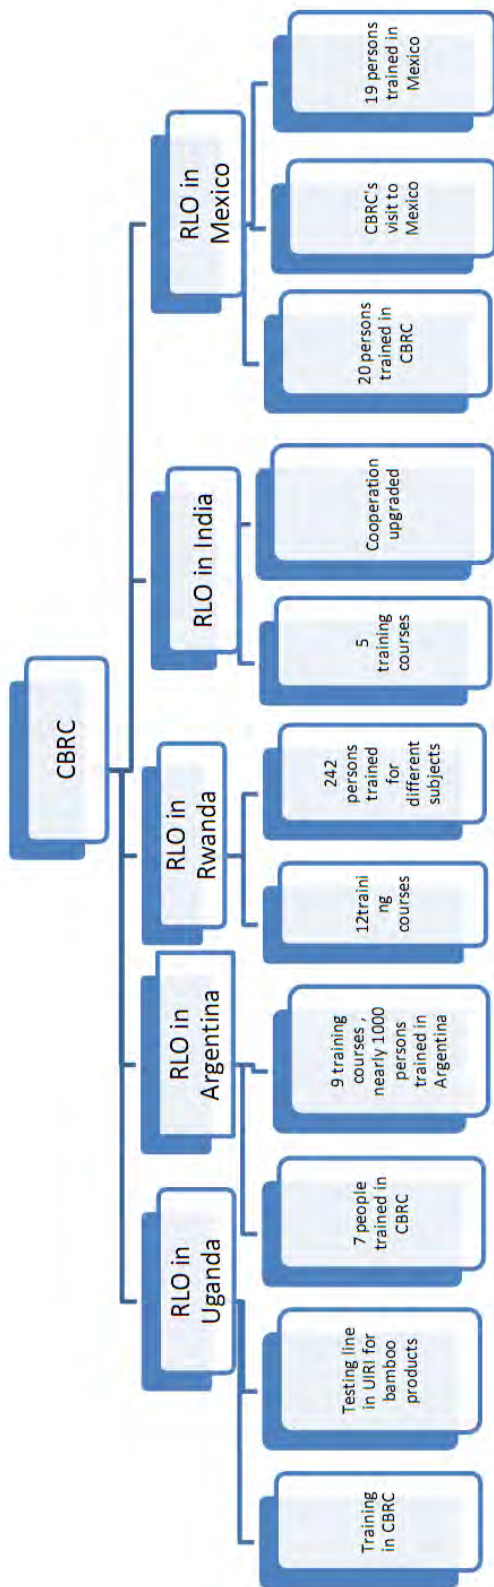 CBRC
RLO in
Uganda
RLO in
Argentina
RLO in
Rwanda
RLO in India
RLO in
Mexico
Training
in CBRC
Testing line
in UIRI for
bamboo
products
7 people
trained in
CBRC
9 training
courses ,
nearly 1000
persons
trained in
Argentina
12traini
ng
courses
242
persons
trained for
different
subjects
5
training
courses
Cooperation
upgraded
20 persons
trained in
CBRC
CBRC's
visit to
Mexico
19 persons
trained in
Mexico